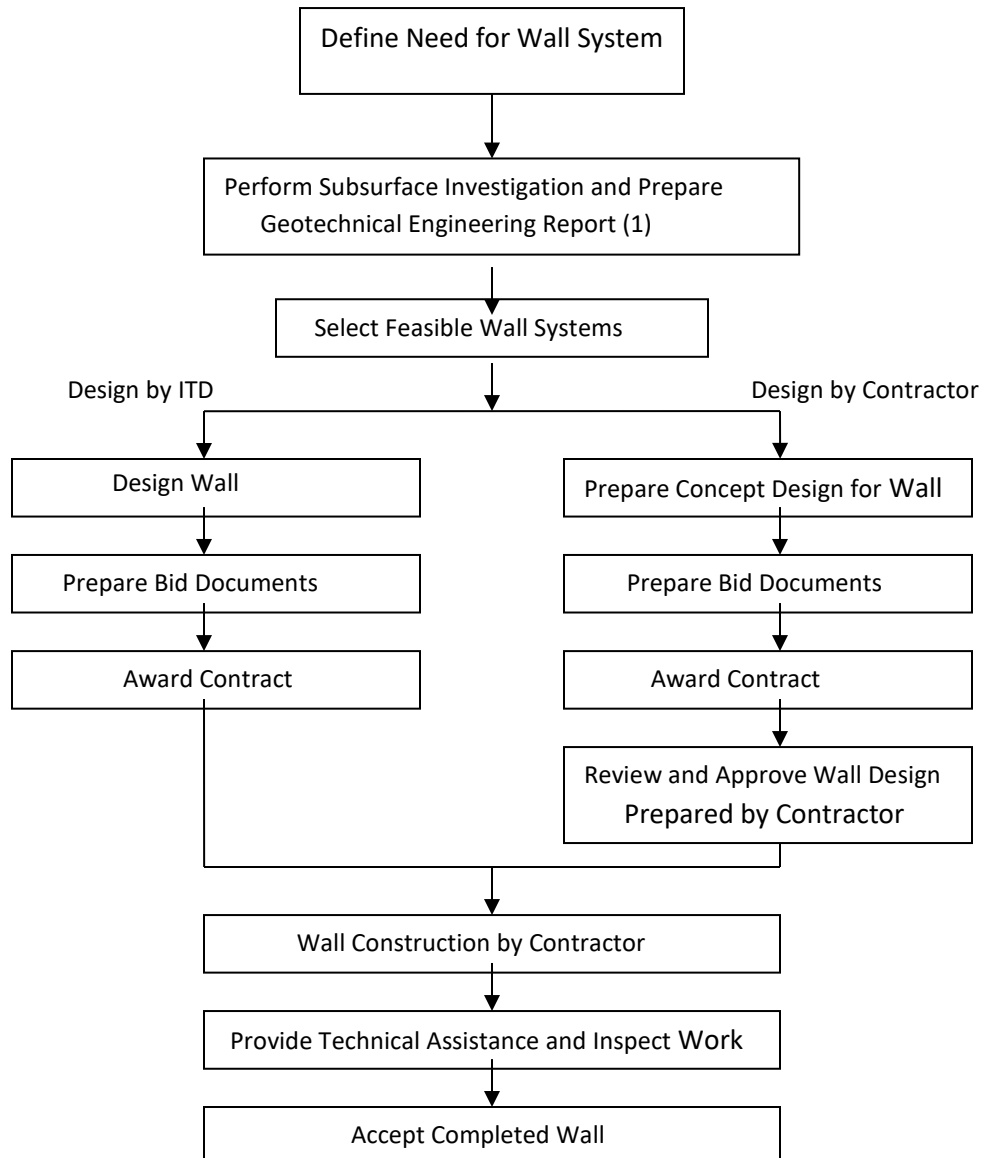 Define Need for Wall System
Perform Subsurface Investigation and Prepare
Geotechnical Engineering Report (1)
Select Feasible Wall Systems
Design by ITD
Design by Contractor
Design Wall
Prepare Bid Documents
Award Contract
Prepare Concept Design for Wall
Prepare Bid Documents
Award Contract
Review and Approve Wall Design
Prepared by Contractor
Wall Construction by Contractor
Provide Technical Assistance and Inspect Work
Accept Completed Wall